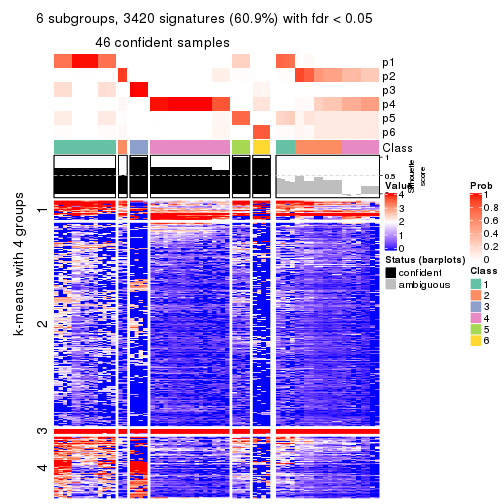 6 subgroups, 3420 signatures (60.9%) with fdr < 0.05
46 confident samples
p1
p2
p3
p4
p5
p6
Class
1
0.5
0
Silhouette
score
k-means with 4 groups
1
2
3
4
Value
4
3
2
1
0
Status (barplots)
confident
ambiguous
Prob
1
0.8
0.6
0.4
0.2
0
Class
1
2
3
4
5
6